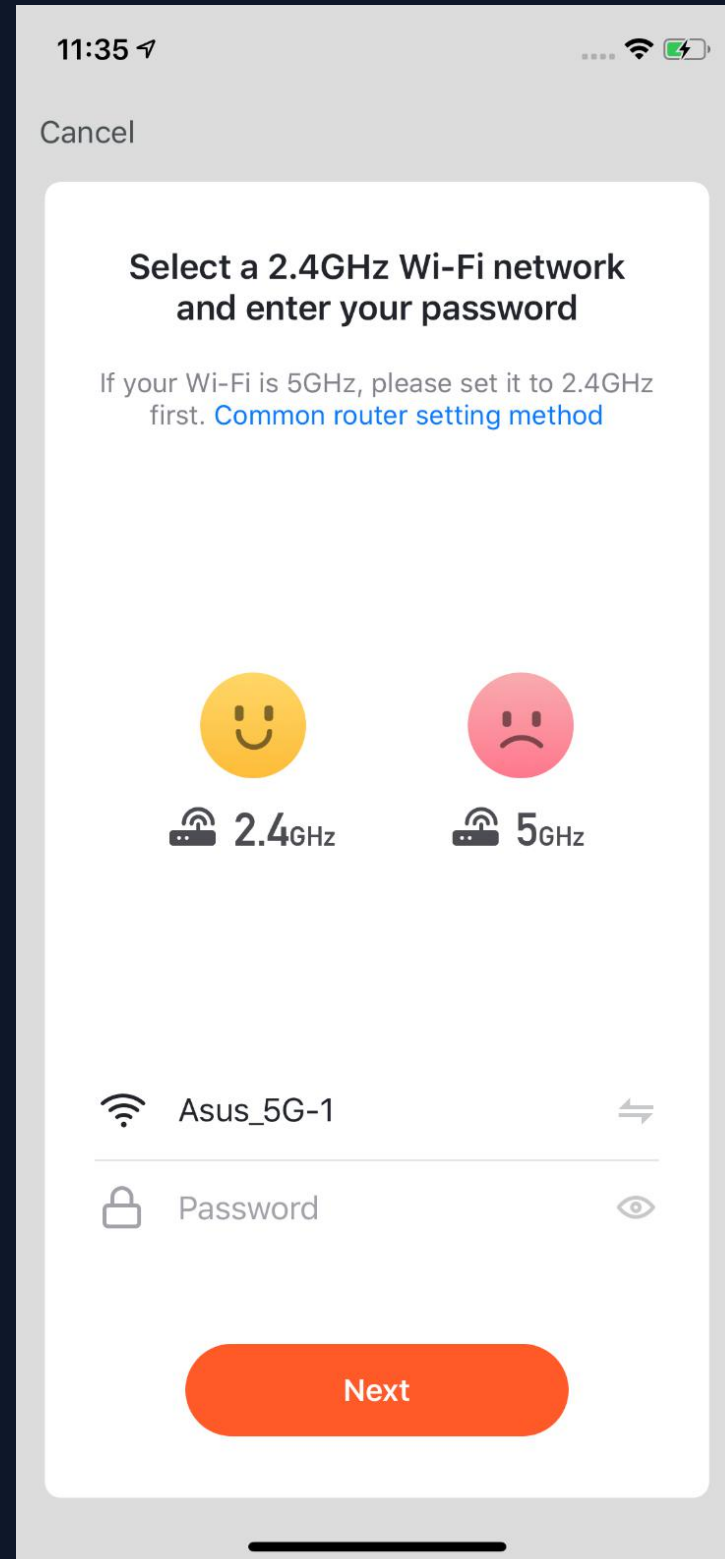 11:35
Cancel
Select a 2.4GHz Wi-Fi network
and enter your password
If your Wi-Fi is 5GHz, please set it to 2.4GHz
first. Common router setting method
2.4GHz 5GHz
Asus_5G-1
Password
Next